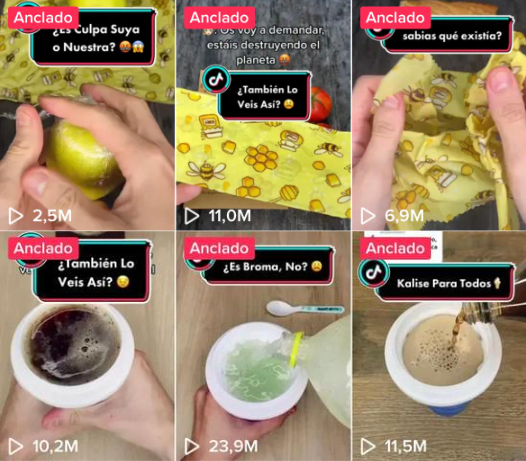 Anclado
¿Es Culpa Suya
o Nuestra? 🤬😱
2,5M
Anclado
Os voy a demandar,
estáis destruyendo el
planeta 🤬
¿También Lo
Veis Así? 😉
11,0M
Anclado
sabias qué existía?
6,9M
Anclado
¿También Lo
Veis Así? 😉
10,2M
Anclado
¿Es Broma, No? 😩
23,9M
Anclado
Kalise Para Todos🍦
11,5M